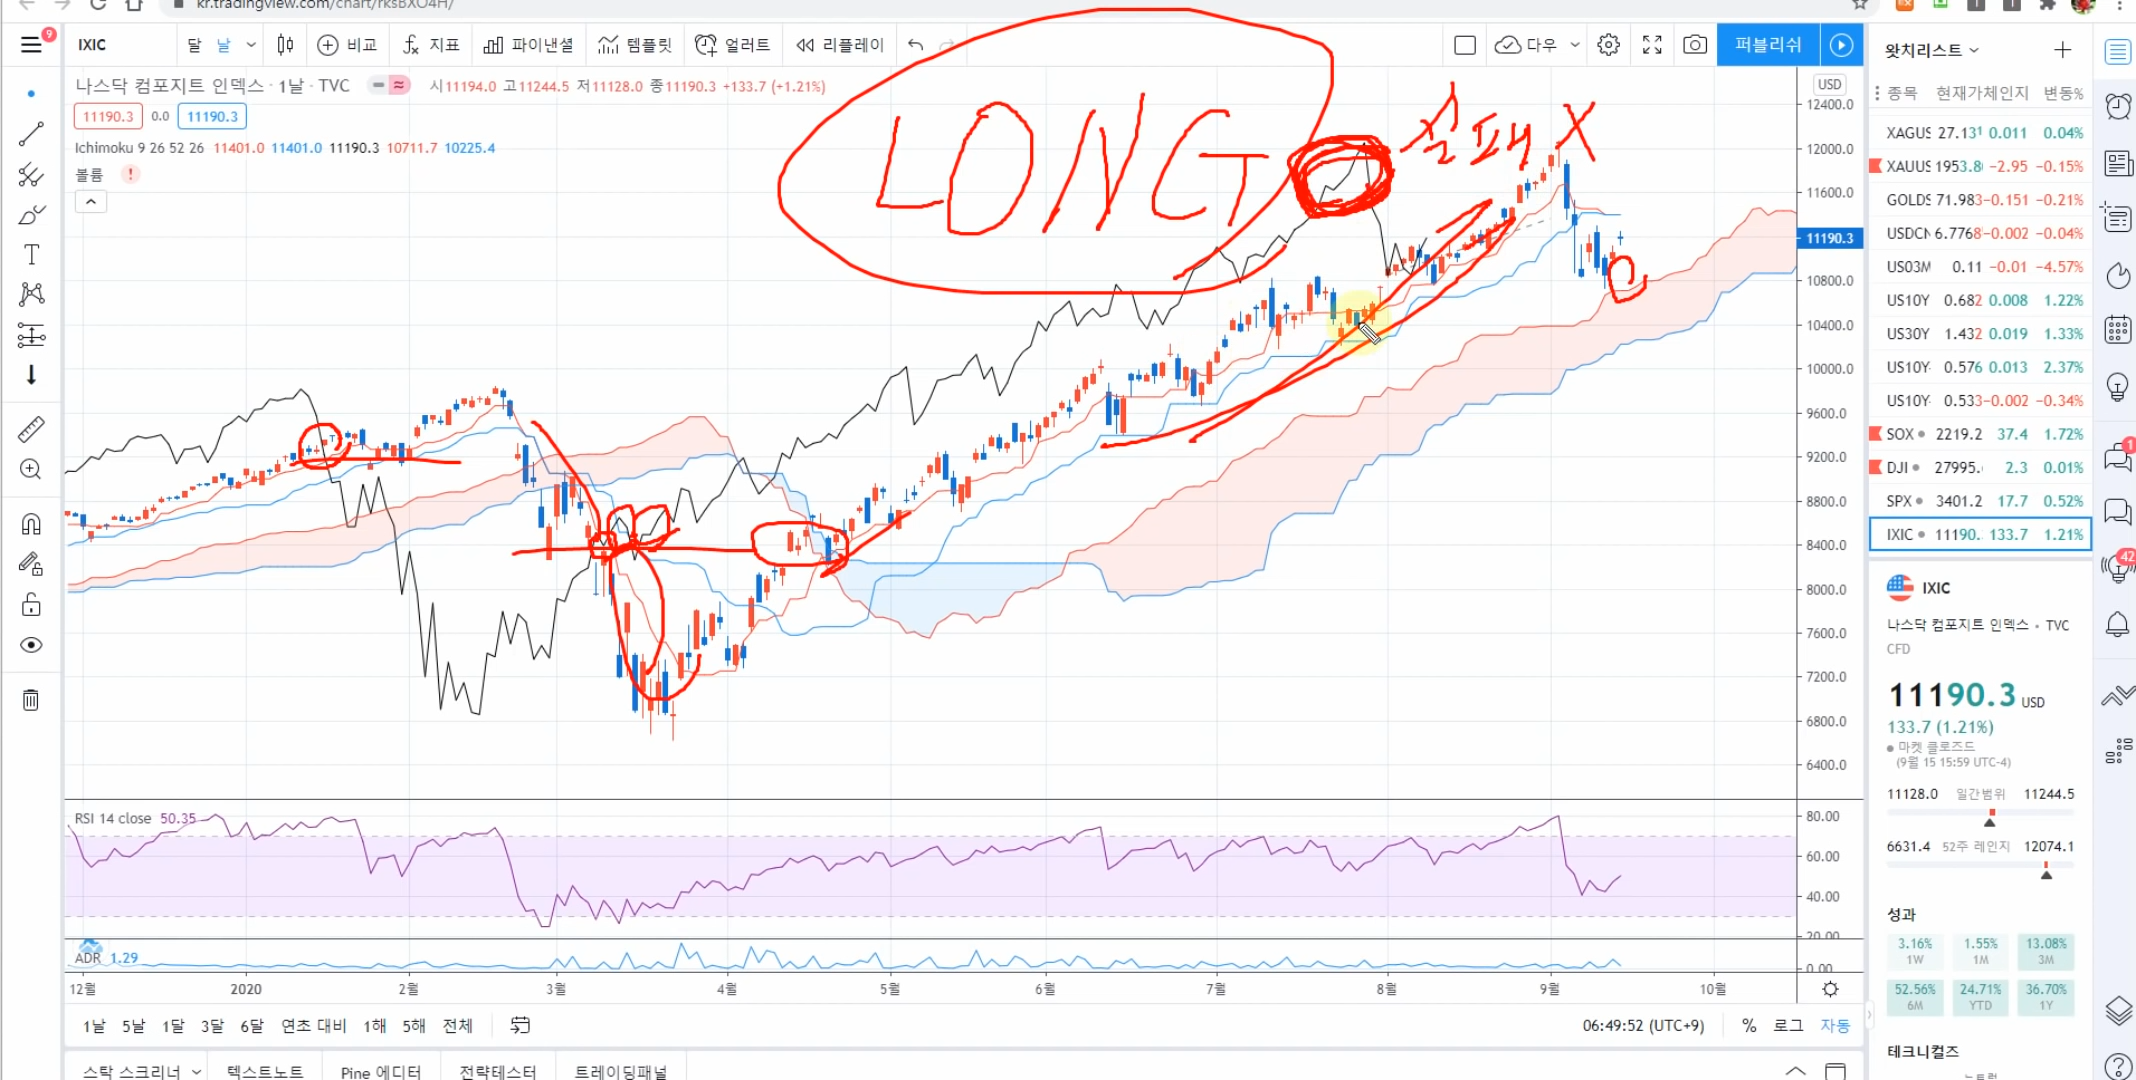 kr.tradingview.com/chart/rksBXO4H/
9
IXIC
달 날
비교
지표
파이낸셜
템플릿
얼러트
리플레이
다우
퍼블리쉬
나스닥 컴포지트 인덱스 · 1날 · TVC
시11194.0 고11244.5 저11128.0 종11190.3 +133.7 (+1.21%)
11190.3 0.0 11190.3
Ichimoku 9 26 52 26 11401.0 11401.0 11190.3 10711.7 10225.4
볼륨 !
LONG
실패 X
USD
12400.0
12000.0
11600.0
11190.3
10800.0
10400.0
10000.0
9600.0
9200.0
8800.0
8400.0
8000.0
7600.0
7200.0
6800.0
6400.0
RSI 14 close 50.35
80.00
60.00
40.00
20.00
ADR 1.29
0.00
12월 2020 2월 3월 4월 5월 6월 7월 8월 9월 10월
1날 5날 1달 3달 6달 연초 대비 1해 5해 전체
06:49:52 (UTC+9) % 로그 자동
스탁 스크리너 텍스트노트 Pine 에디터 전략테스터 트레이딩패널
왓치리스트
종목 현재가 체인지 변동%
XAGUS 27.131 0.011 0.04%
XAUUS 1953.8 -2.95 -0.15%
GOLDS 71.983 -0.151 -0.21%
USDCN 6.7768 -0.002 -0.04%
US03M 0.11 -0.01 -4.57%
US10Y 0.682 0.008 1.22%
US30Y 1.432 0.019 1.33%
US10Y- 0.576 0.013 2.37%
US10Y- 0.533 -0.002 -0.34%
SOX 2219.2 37.4 1.72%
DJI 27995. 2.3 0.01%
SPX 3401.2 17.7 0.52%
IXIC 11190. 133.7 1.21%
IXIC
나스닥 컴포지트 인덱스 • TVC
CFD
11190.3 USD
133.7 (1.21%)
마켓 클로즈드
(9월 15 15:59 UTC-4)
11128.0 일간범위 11244.5
6631.4 52주 레인지 12074.1
성과
3.16% 1.55% 13.08%
1W 1M 3M
52.56% 24.71% 36.70%
6M YTD 1Y
테크니컬즈
1
42